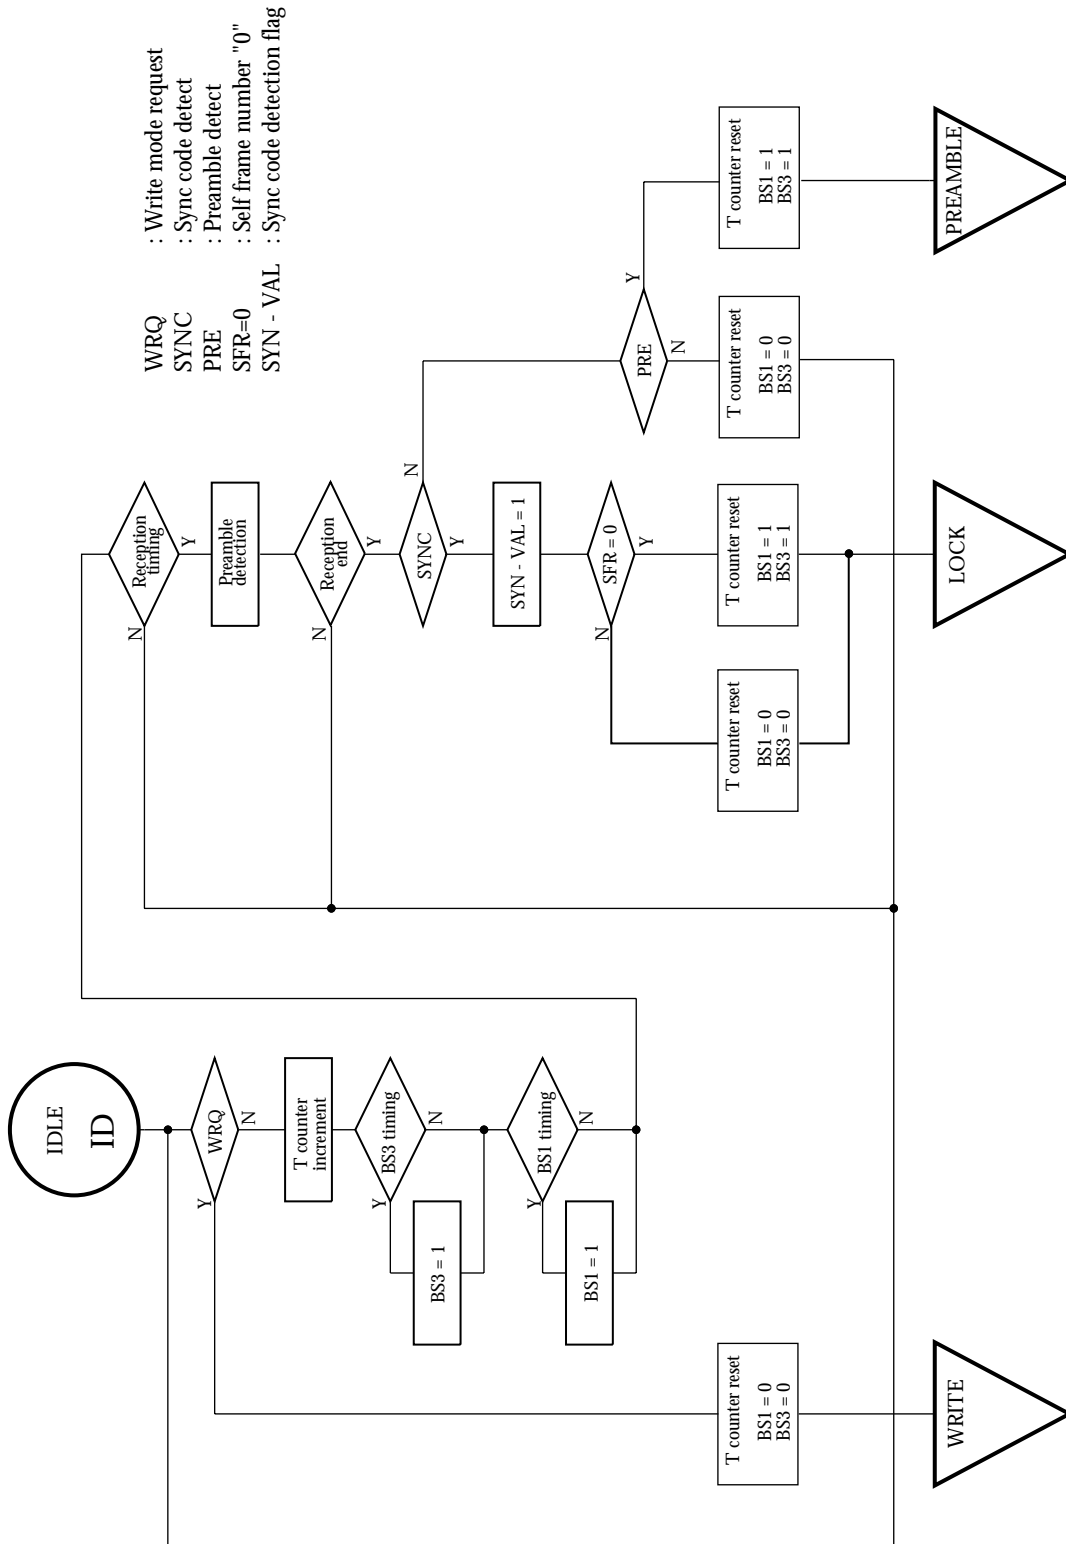 IDLE
ID
WRQ
Y
N
T counter
increment
BS3 timing
Y
N
BS3 = 1
BS1 timing
Y
N
BS1 = 1
T counter reset
BS1 = 0
BS3 = 0
WRITE
Reception
timing
N
Y
Preamble
detection
Reception
end
N
Y
SYNC
N
Y
SYN - VAL = 1
SFR = 0
N
Y
T counter reset
BS1 = 0
BS3 = 0
T counter reset
BS1 = 1
BS3 = 1
LOCK
PRE
Y
N
T counter reset
BS1 = 0
BS3 = 0
T counter reset
BS1 = 1
BS3 = 1
PREAMBLE
WRQ : Write mode request
SYNC : Sync code detect
PRE : Preamble detect
SFR=0 : Self frame number "0"
SYN - VAL : Sync code detection flag